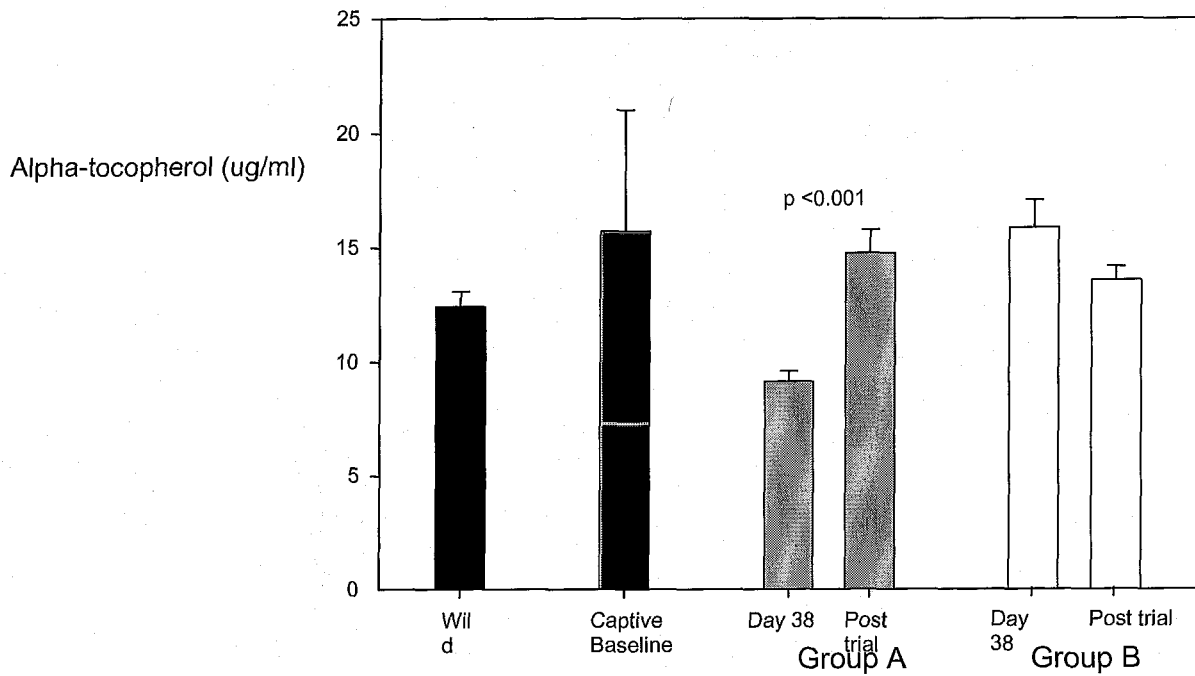 25
20
Alpha-tocopherol (ug/ml)
p <0.001
15
10
5
0
Wil
d
Captive
Baseline
Day 38
Post
trial
Day
38
Post trial
Group A
Group B